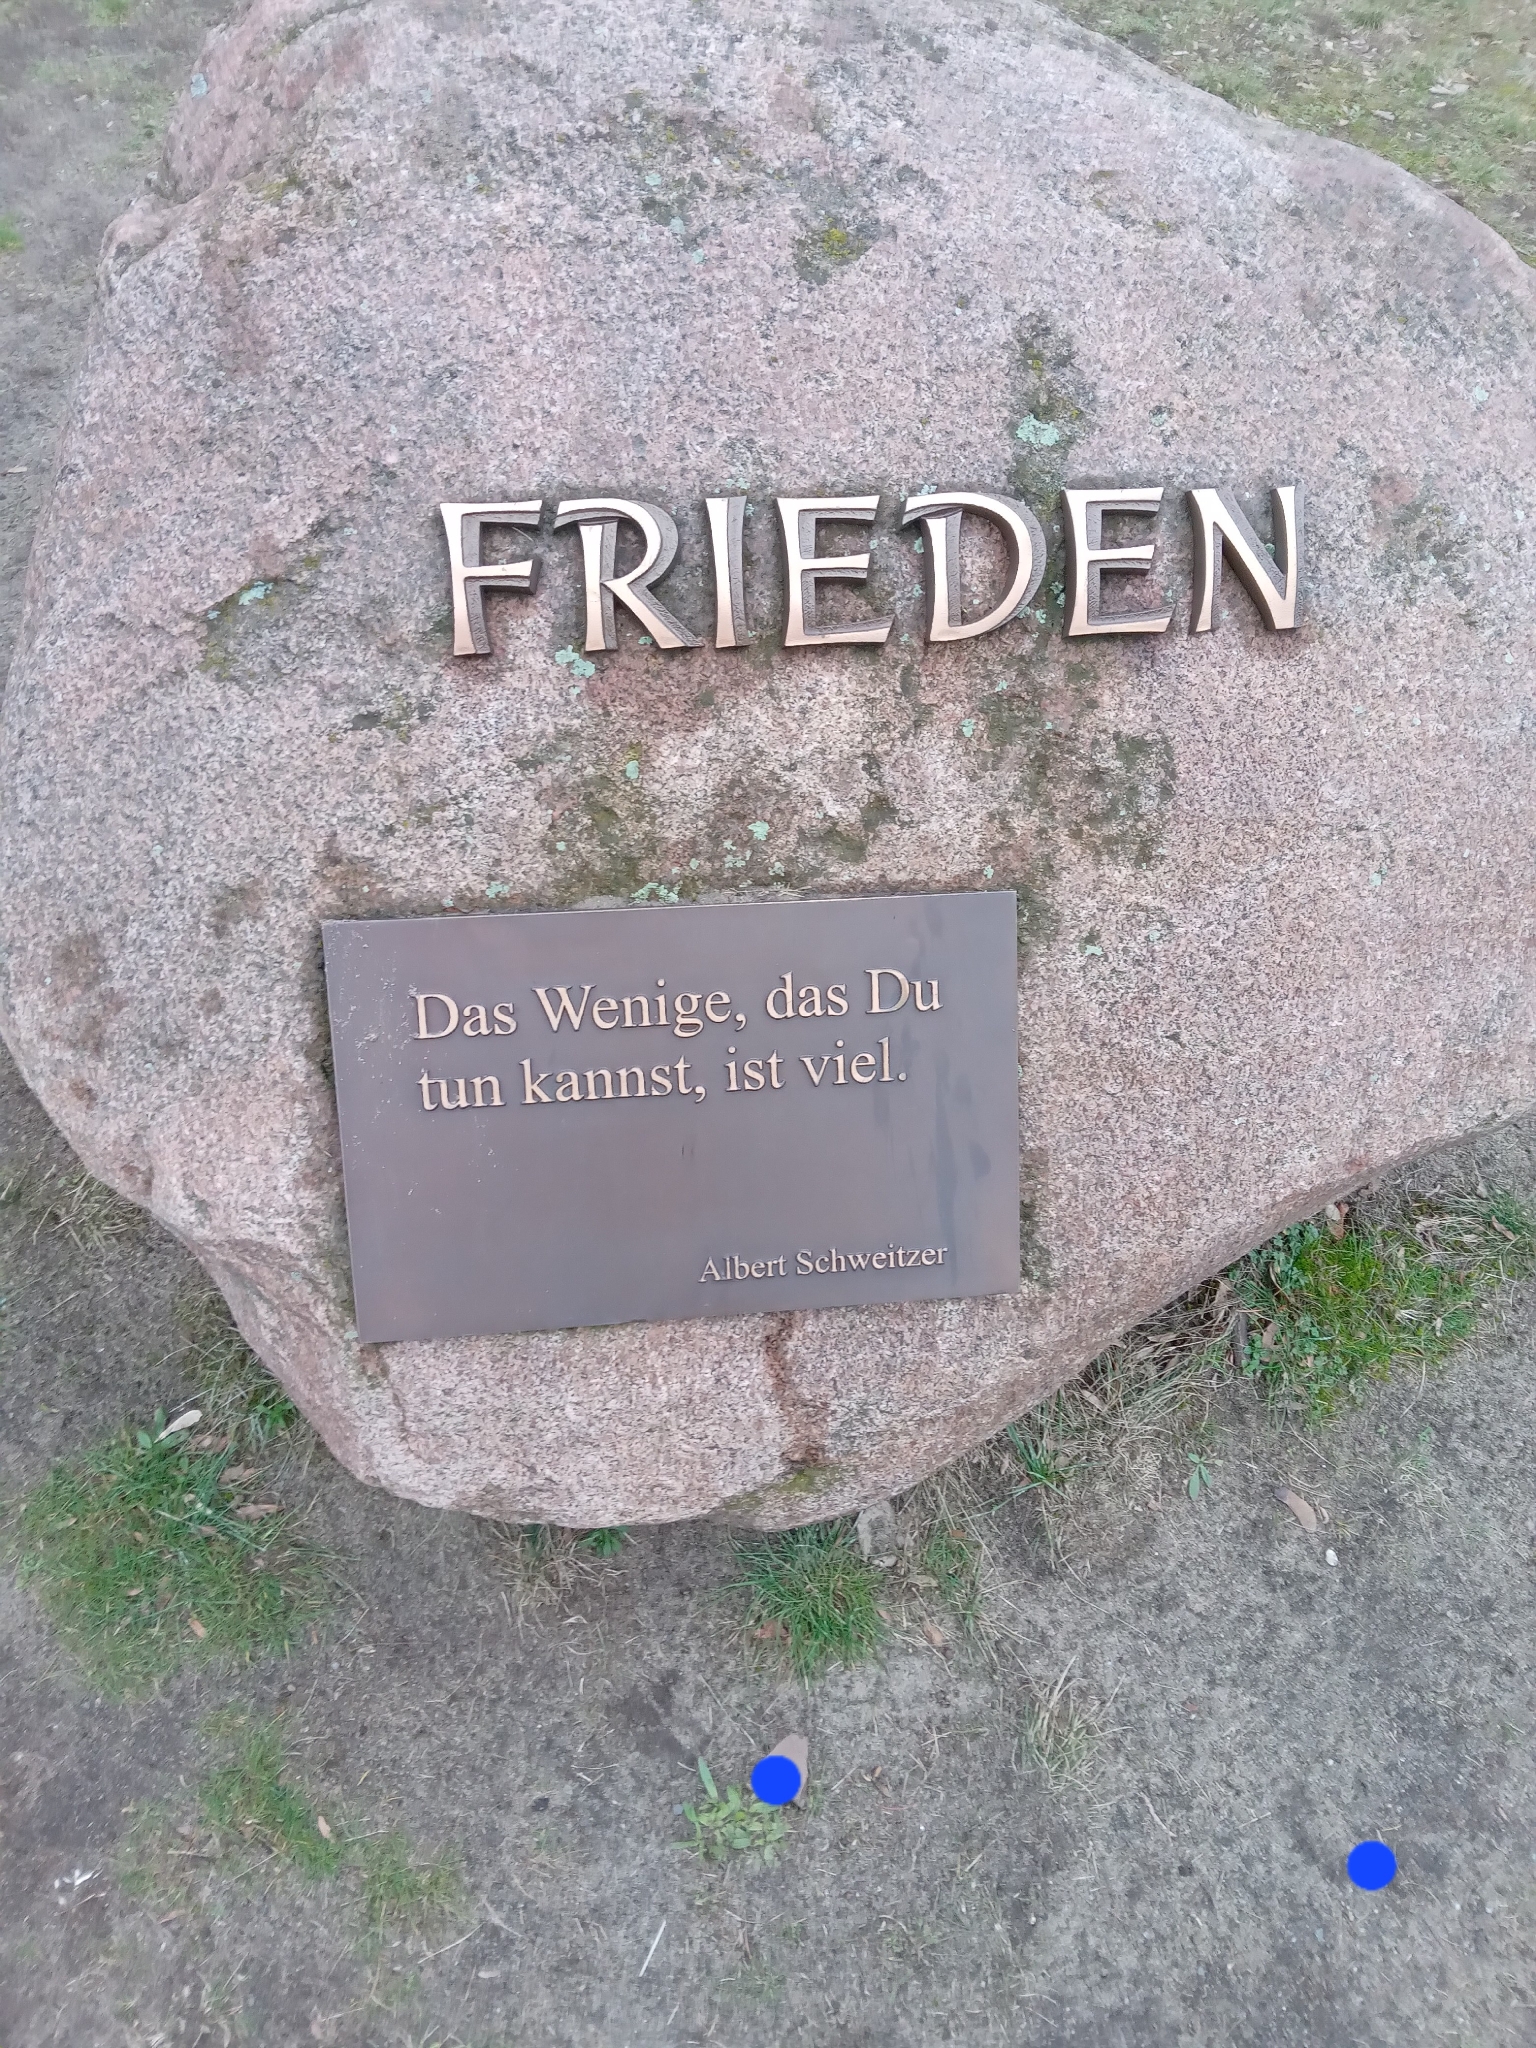 FRIEDEN
Das Wenige, das Du
tun kannst, ist viel.
Albert Schweitzer